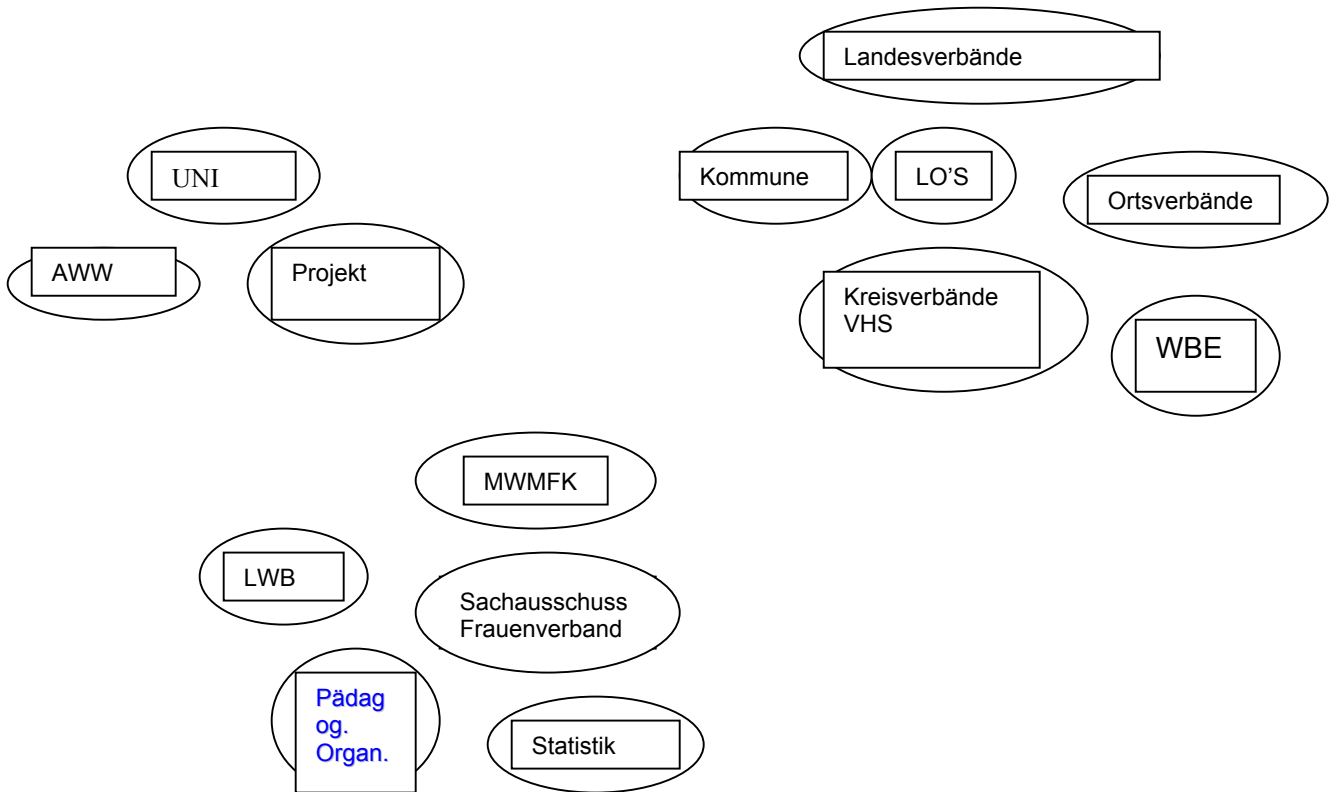 Landesverbände
UNI
Kommune
LO'S
Ortsverbände
AWW
Projekt
Kreisverbände
VHS
WBE
MWMFK
LWB
Sachausschuss
Frauenverband
Pädag
og.
Organ.
Statistik